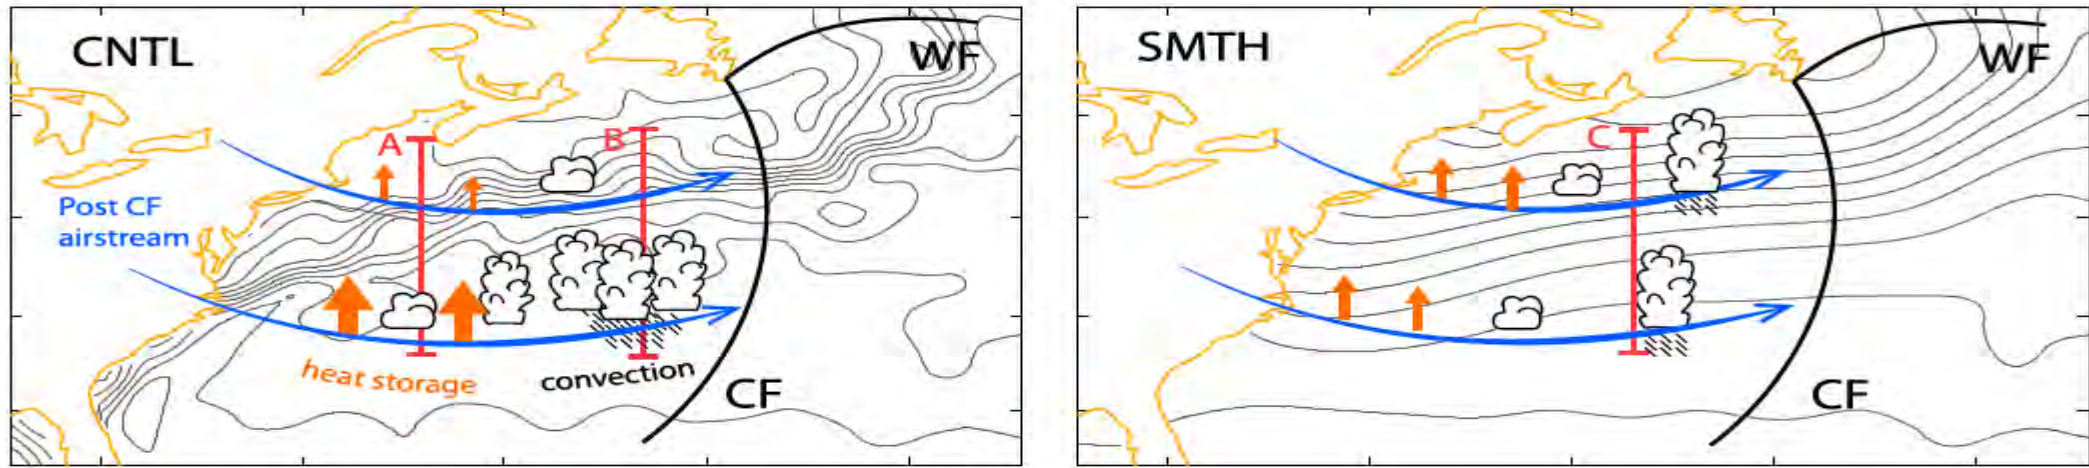 CNTL
WF
A
B
Post CF
airstream
heat storage
convection
CF
SMTH
WF
C
CF